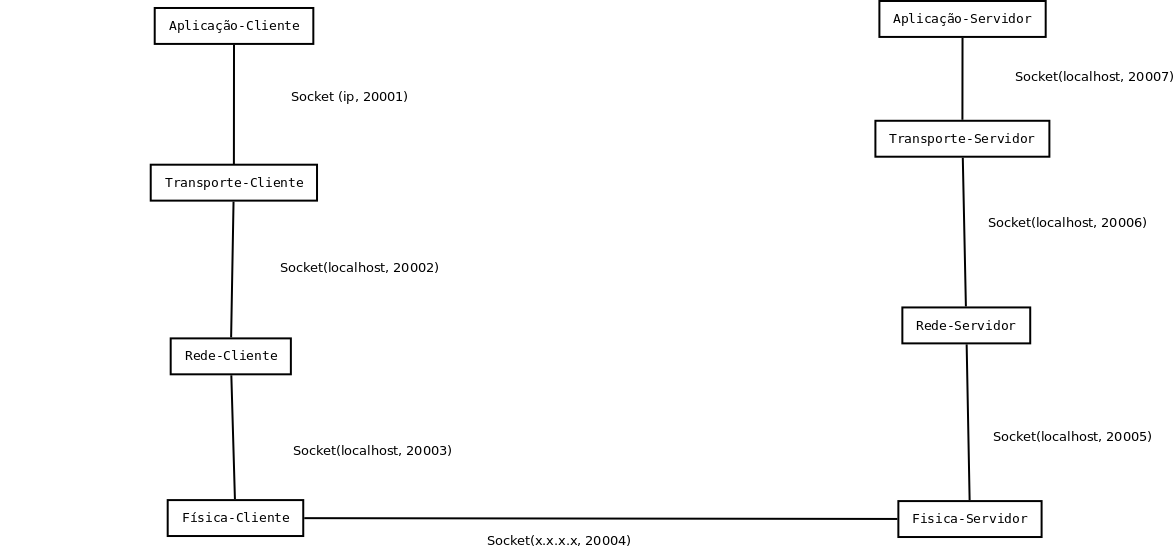 Aplicação-Cliente
Aplicação-Servidor
Socket (ip, 20001)
Socket(localhost, 20007)
Transporte-Cliente
Transporte-Servidor
Socket(localhost, 20002)
Socket(localhost, 20006)
Rede-Cliente
Rede-Servidor
Socket(localhost, 20003)
Socket(localhost, 20005)
Física-Cliente
Fisica-Servidor
Socket(x.x.x.x, 20004)